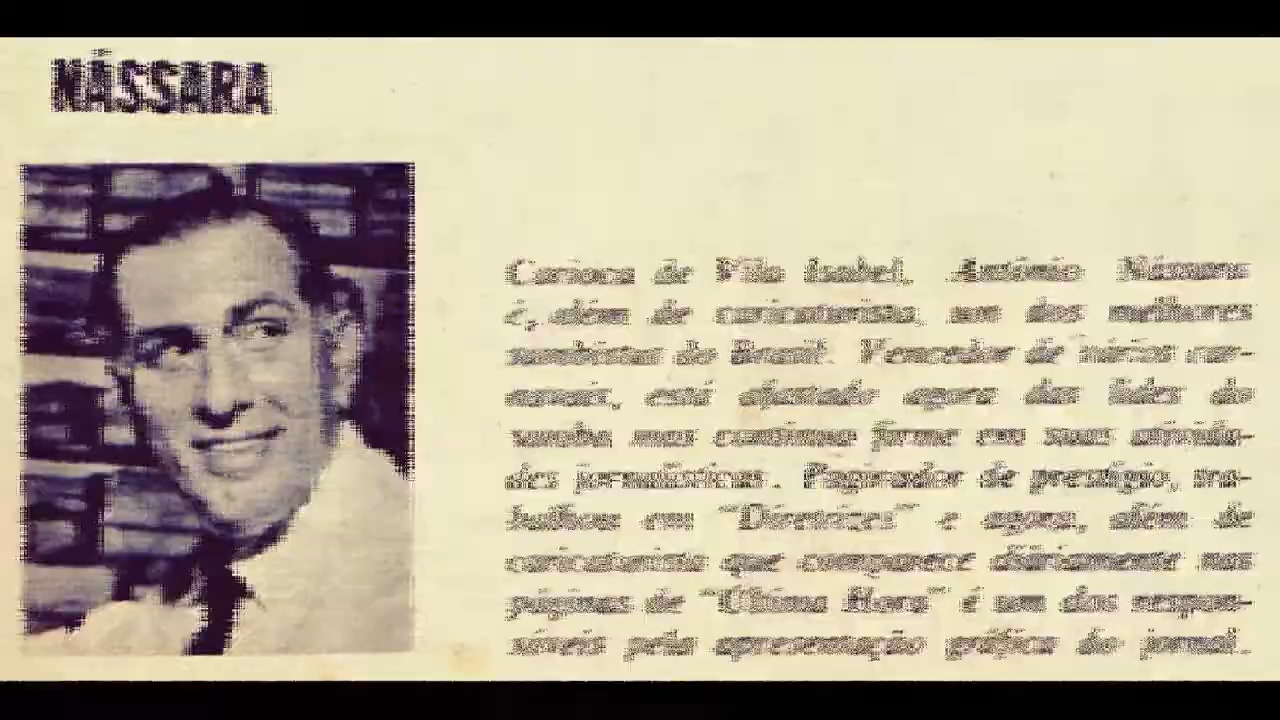 NÁSSARA
Carioca de Vila Isabel, Antônio Nássara
é, além de caricaturista, um dos melhores
sambistas do Brasil. Vencedor de vários car-
navais, está afastado agora das lides do
samba mas continua firme em suas ativida-
des jornalísticas. Paginador de prestígio, tra-
balhou em "Diretrizes" e agora, além de
caricaturista que comparece diariamente nas
páginas de "Última Hora" é um dos respon-
sáveis pela apresentação gráfica do jornal.